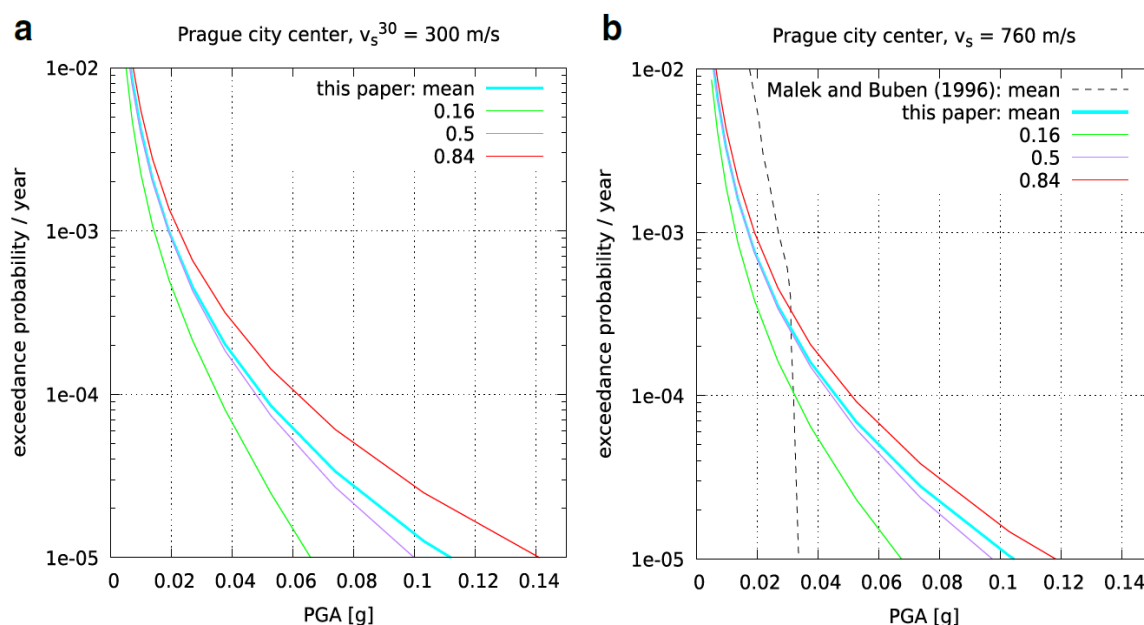 a
Prague city center, vs30 = 300 m/s
1e-02
1e-03
1e-04
1e-05
exceedance probability / year
this paper: mean
0.16
0.5
0.84
0 0.02 0.04 0.06 0.08 0.1 0.12 0.14
PGA [g]
b
Prague city center, vs = 760 m/s
1e-02
1e-03
1e-04
1e-05
exceedance probability / year
Malek and Buben (1996): mean
this paper: mean
0.16
0.5
0.84
0 0.02 0.04 0.06 0.08 0.1 0.12 0.14
PGA [g]